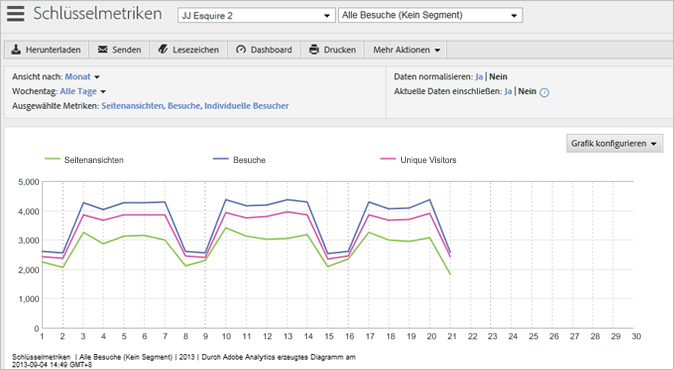 Schlüsselmetriken
JJ Esquire 2
Alle Besuche (Kein Segment)
Herunterladen Senden Lesezeichen Dashboard Drucken Mehr Aktionen
Ansicht nach: Monat
Daten normalisieren: Ja | Nein
Wochentag: Alle Tage
Aktuelle Daten einschließen: Ja | Nein
Ausgewählte Metriken: Seitenansichten, Besuche, Individuelle Besucher
Grafik konfigurieren
Seitenansichten Besuche Unique Visitors
5,000
4,000
3,000
2,000
1,000
0
1 2 3 4 5 6 7 8 9 10 11 12 13 14 15 16 17 18 19 20 21 22 23 24 25 26 27 28 29 30
Schlüsselmetriken | Alle Besuche (Kein Segment) | 2013 | Durch Adobe Analytics erzeugtes Diagramm am
2013-09-04 14:49 GMT+8